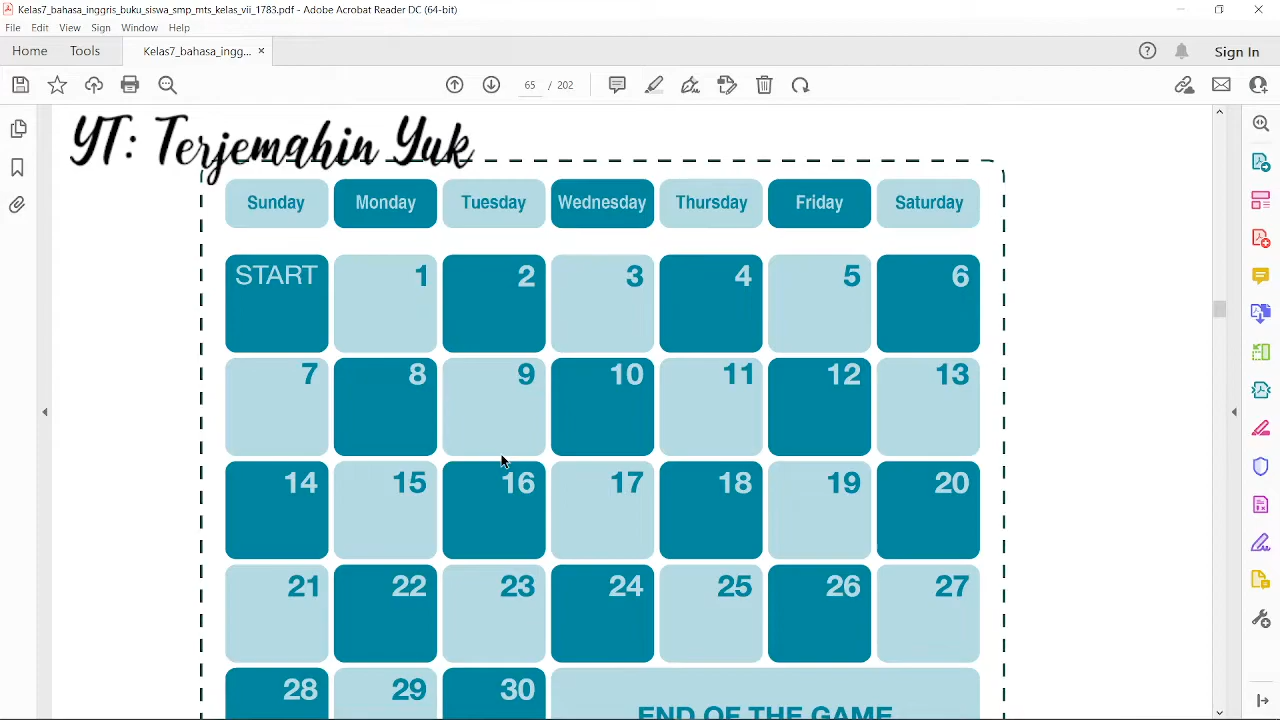 Kelas7_bahasa_inggris_buku_siswa_smp_mts_kelas_vii_1783.pdf - Adobe Acrobat Reader DC (64-bit)
File Edit View Sign Window Help
Home Tools Kelas7_bahasa_ingg... × Sign In
65 / 202
YT: Terjemahin Yuk
Sunday Monday Tuesday Wednesday Thursday Friday Saturday
START 1 2 3 4 5 6
7 8 9 10 11 12 13
14 15 16 17 18 19 20
21 22 23 24 25 26 27
28 29 30 END OF THE GAME